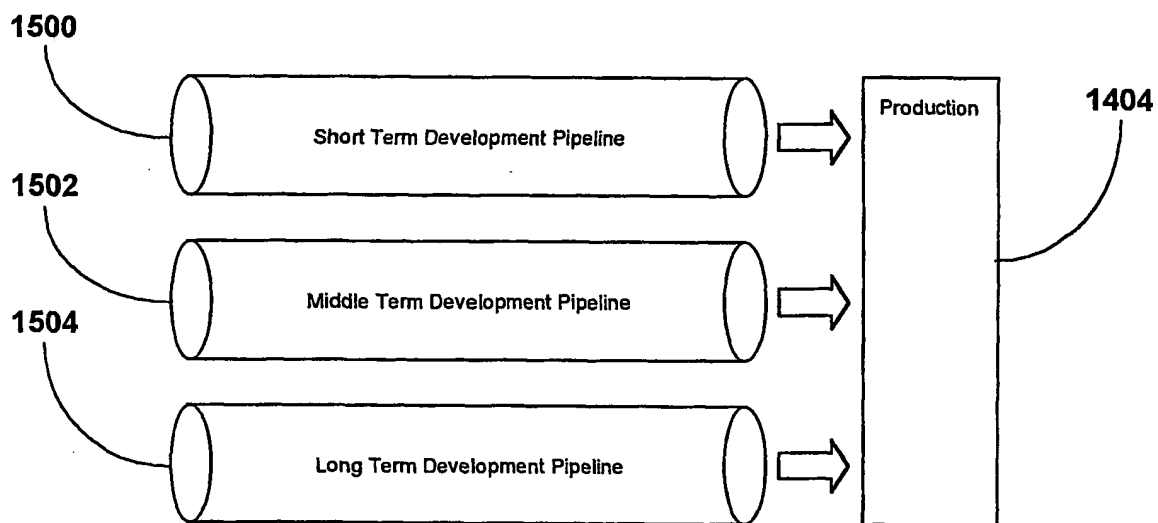 1500
Short Term Development Pipeline
Production
1404
1502
Middle Term Development Pipeline
1504
Long Term Development Pipeline